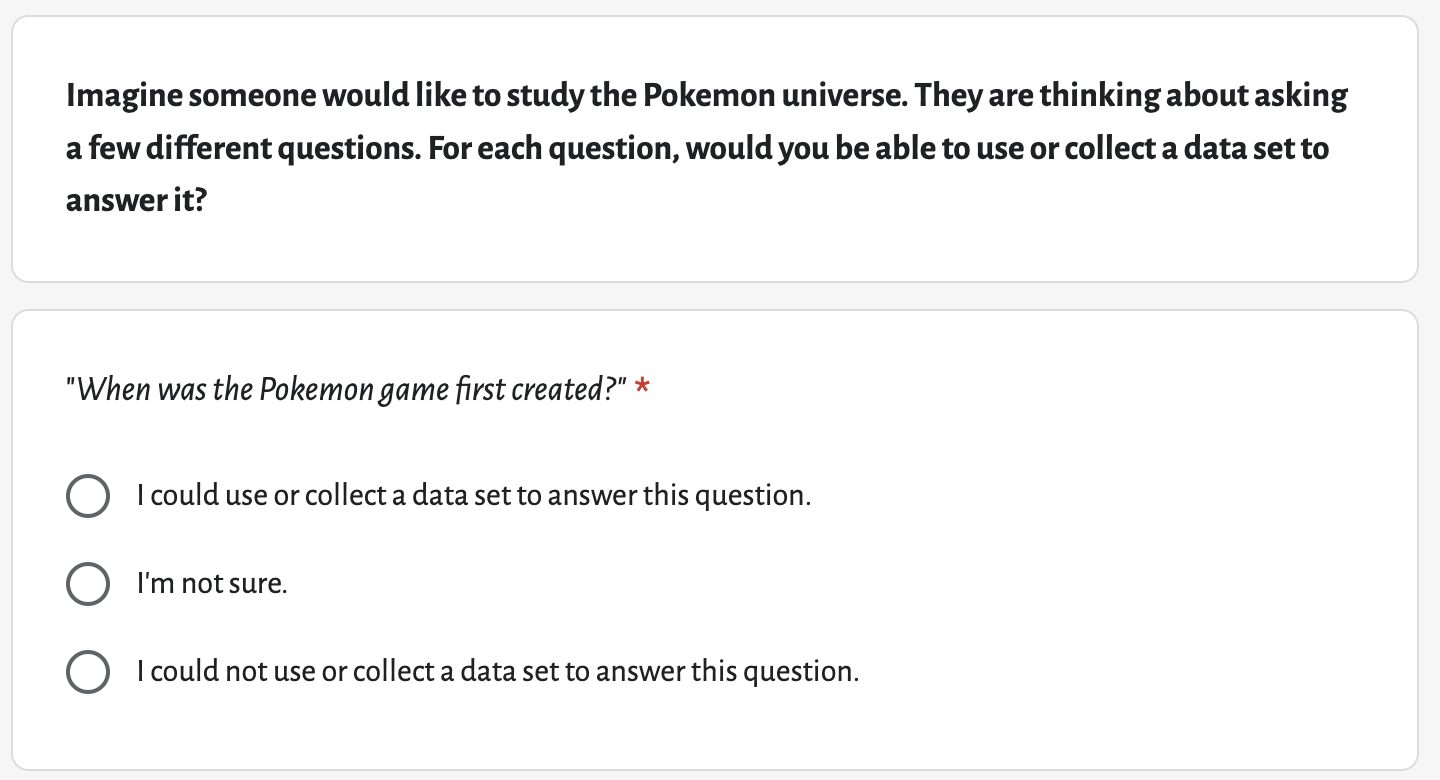 Imagine someone would like to study the Pokemon universe. They are thinking about asking
a few different questions. For each question, would you be able to use or collect a data set to
answer it?
"When was the Pokemon game first created?" *
I could use or collect a data set to answer this question.
I'm not sure.
I could not use or collect a data set to answer this question.